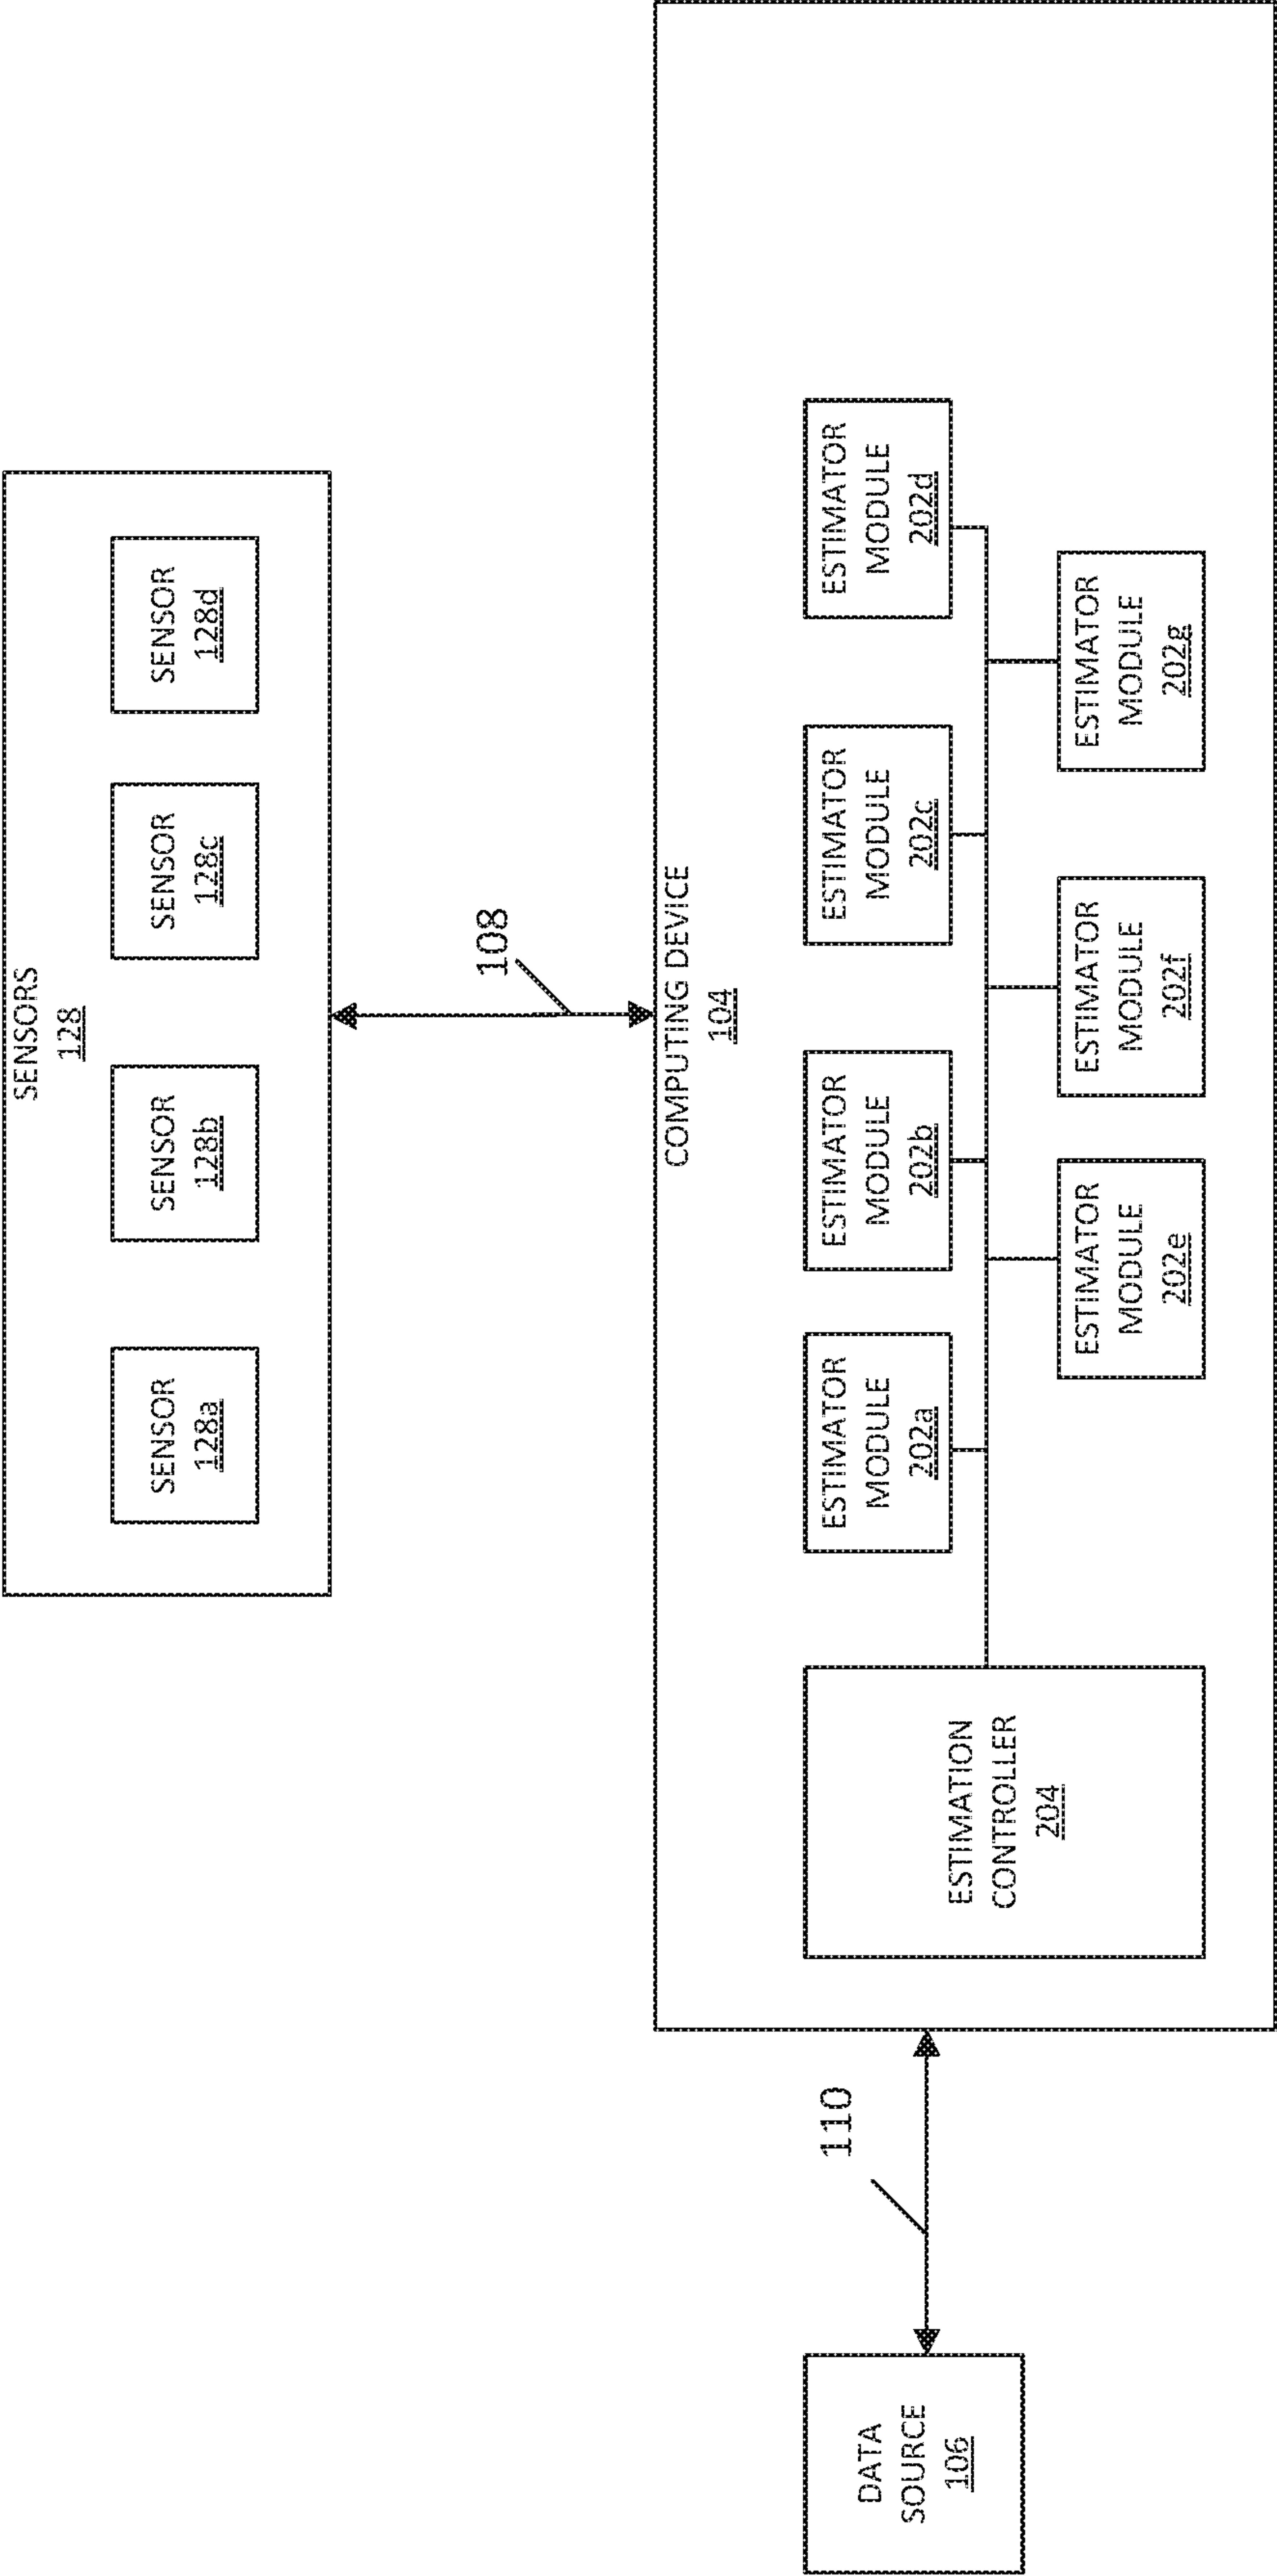 SENSORS
128
SENSOR
128a
SENSOR
128b
SENSOR
128c
SENSOR
128d
108
COMPUTING DEVICE
104
ESTIMATOR
MODULE
202a
ESTIMATOR
MODULE
202b
ESTIMATOR
MODULE
202c
ESTIMATOR
MODULE
202d
ESTIMATION
CONTROLLER
204
ESTIMATOR
MODULE
202e
ESTIMATOR
MODULE
202f
ESTIMATOR
MODULE
202g
110
DATA
SOURCE
106